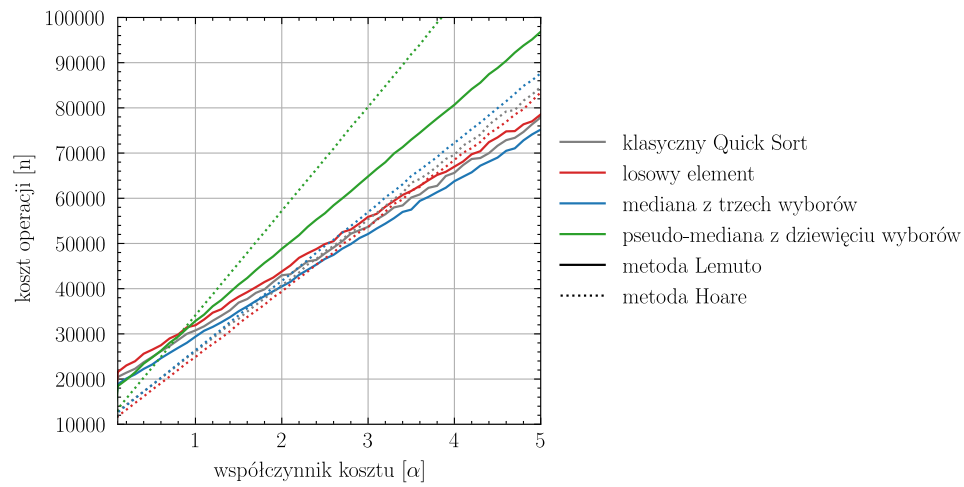 100000
90000
80000
70000
60000
50000
40000
30000
20000
10000
koszt operacji [n]
1 2 3 4 5
współczynnik kosztu [α]
klasyczny Quick Sort
losowy element
mediana z trzech wyborów
pseudo-mediana z dziewięciu wyborów
metoda Lemuto
metoda Hoare